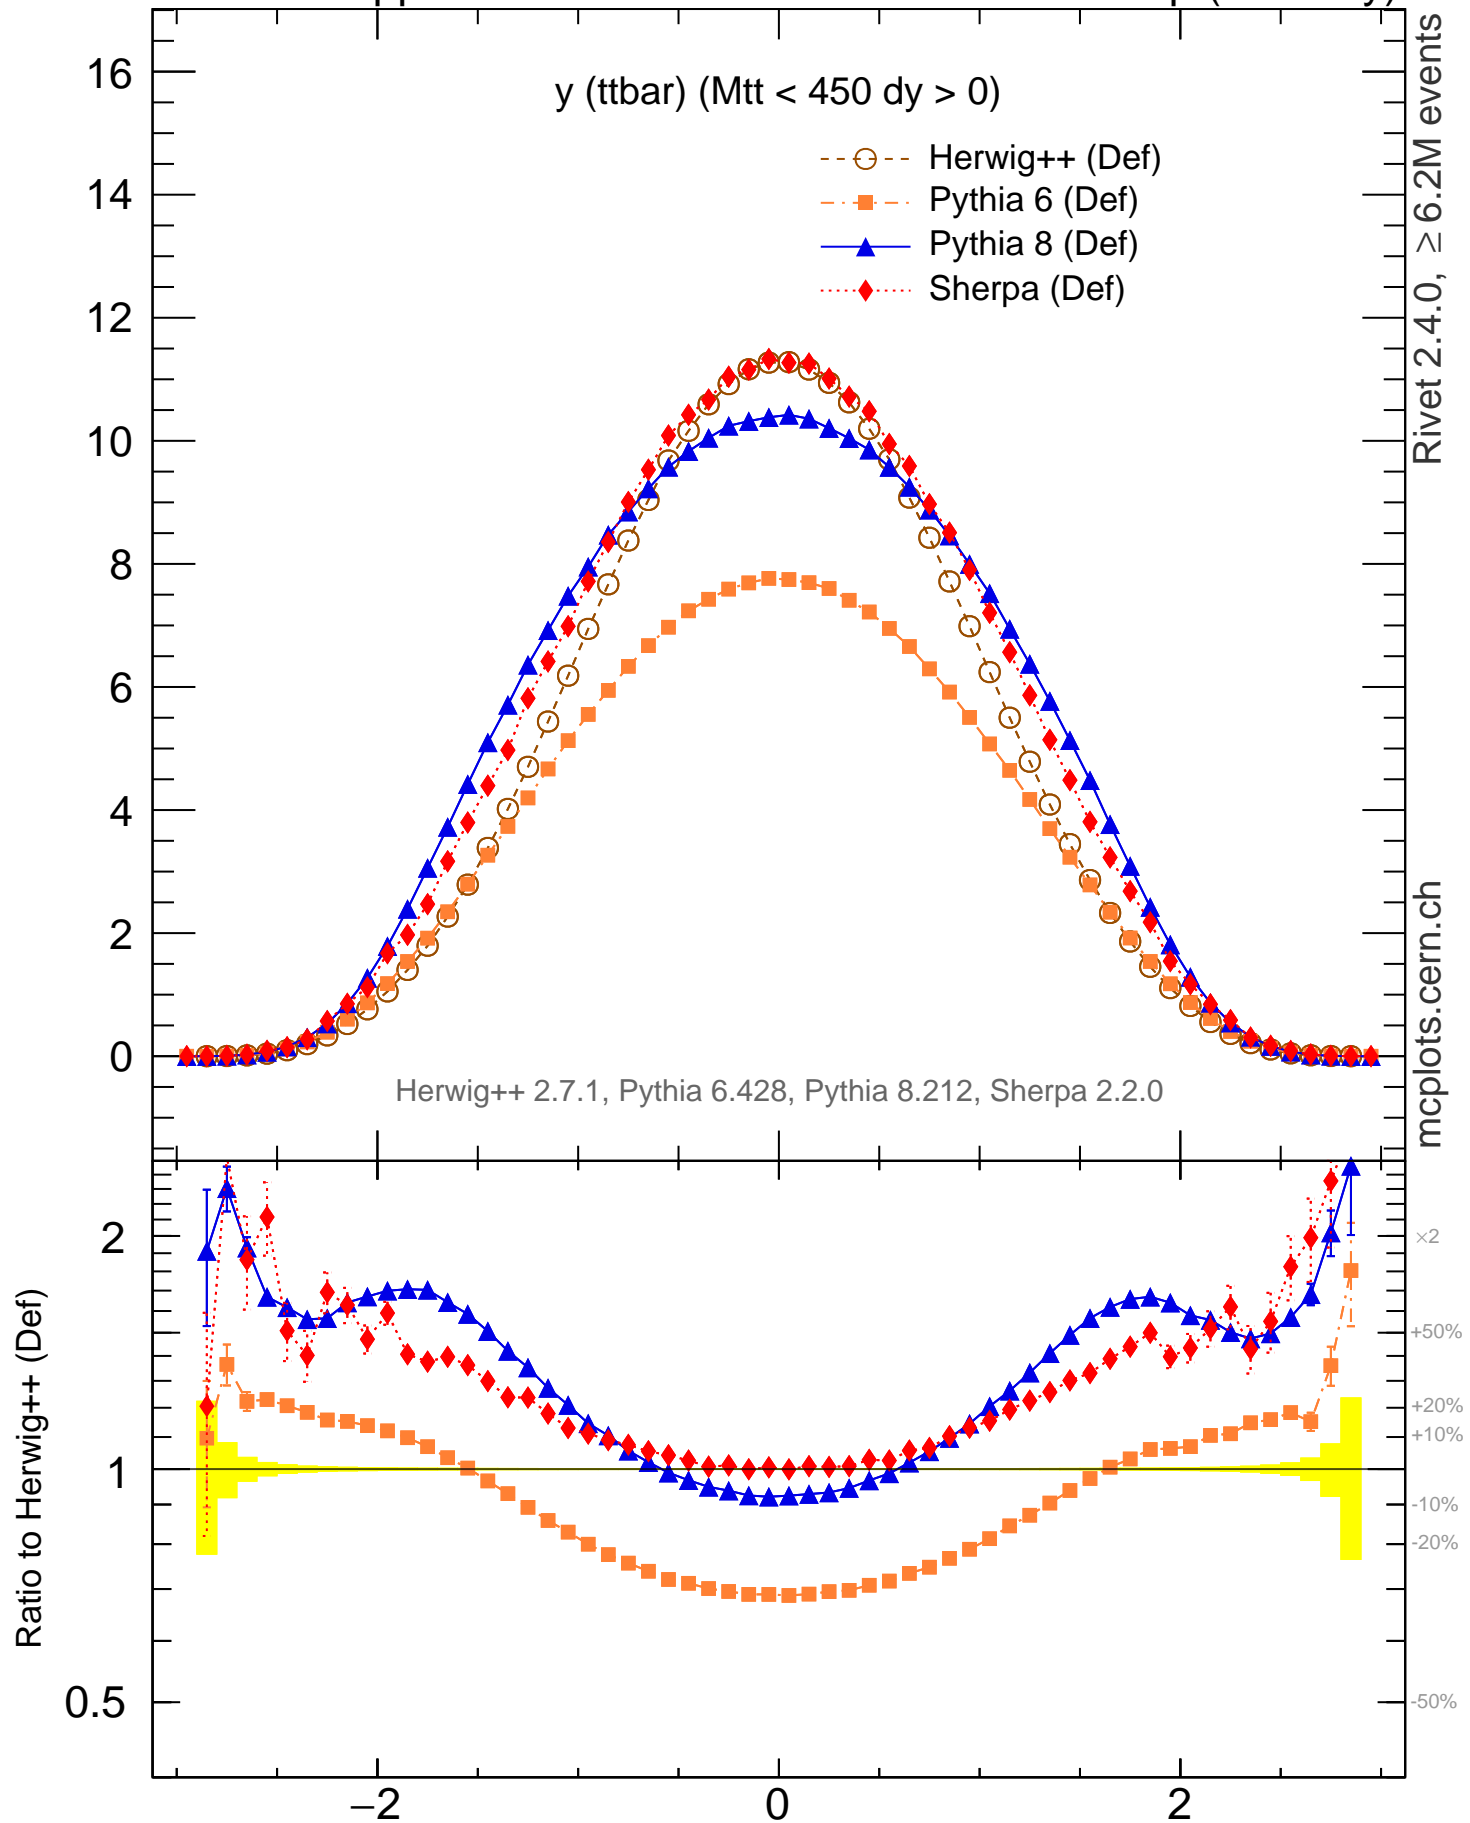 y (ttbar) (Mtt < 450 dy > 0)
Herwig++ (Def)
Pythia 6 (Def)
Pythia 8 (Def)
Sherpa (Def)
16
14
12
10
8
6
4
2
0
Herwig++ 2.7.1, Pythia 6.428, Pythia 8.212, Sherpa 2.2.0
Rivet 2.4.0, ≥ 6.2M events
mcplots.cern.ch
Ratio to Herwig++ (Def)
2
1
0.5
×2
+50%
+20%
+10%
-10%
-20%
-50%
−2
0
2